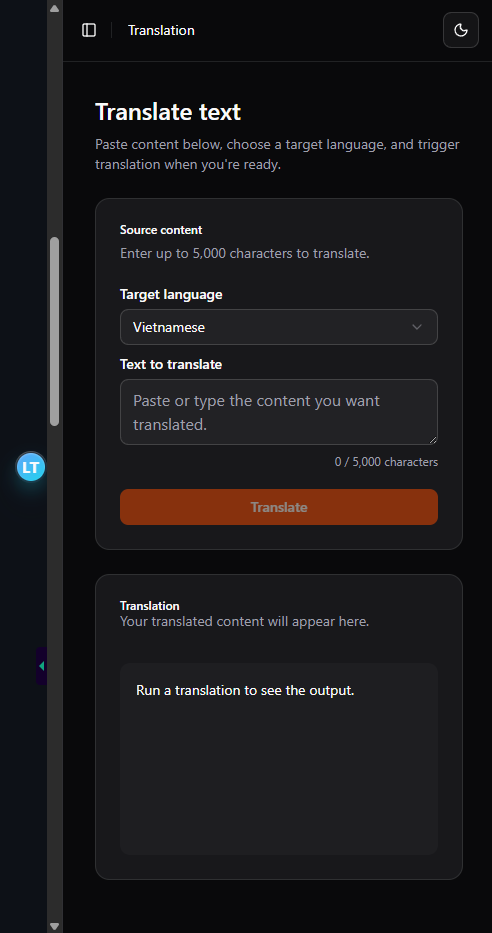 Translation
Translate text
Paste content below, choose a target language, and trigger
translation when you're ready.
Source content
Enter up to 5,000 characters to translate.
Target language
Vietnamese
Text to translate
Paste or type the content you want
translated.
0 / 5,000 characters
LT
Translate
Translation
Your translated content will appear here.
Run a translation to see the output.